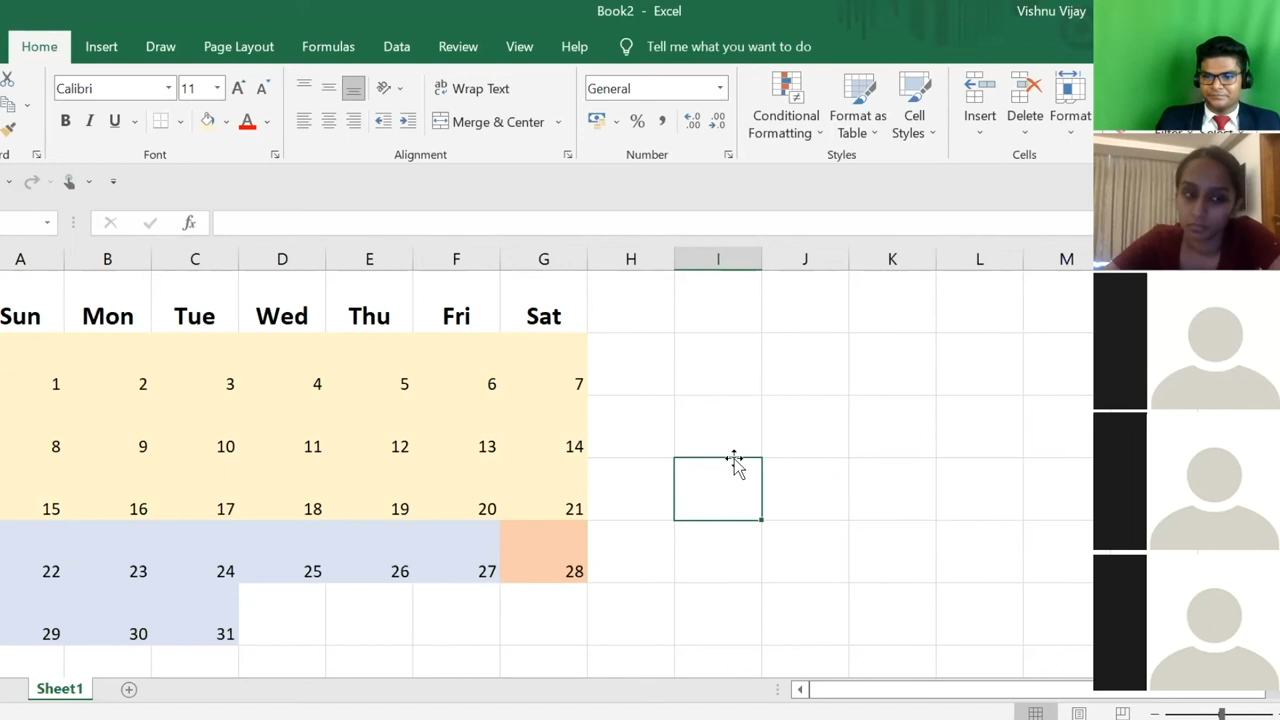 Book2 - Excel
Vishnu Vijay
Home Insert Draw Page Layout Formulas Data Review View Help Tell me what you want to do
Calibri 11 A A ab Wrap Text General Conditional Formatting Format as Table Cell Styles Insert Delete Format
B I U A Merge & Center % ,
rd Font Alignment Number Styles Cells
fx
A B C D E F G H I J K L M
Sun Mon Tue Wed Thu Fri Sat
1 2 3 4 5 6 7
8 9 10 11 12 13 14
15 16 17 18 19 20 21
22 23 24 25 26 27 28
29 30 31
Sheet1